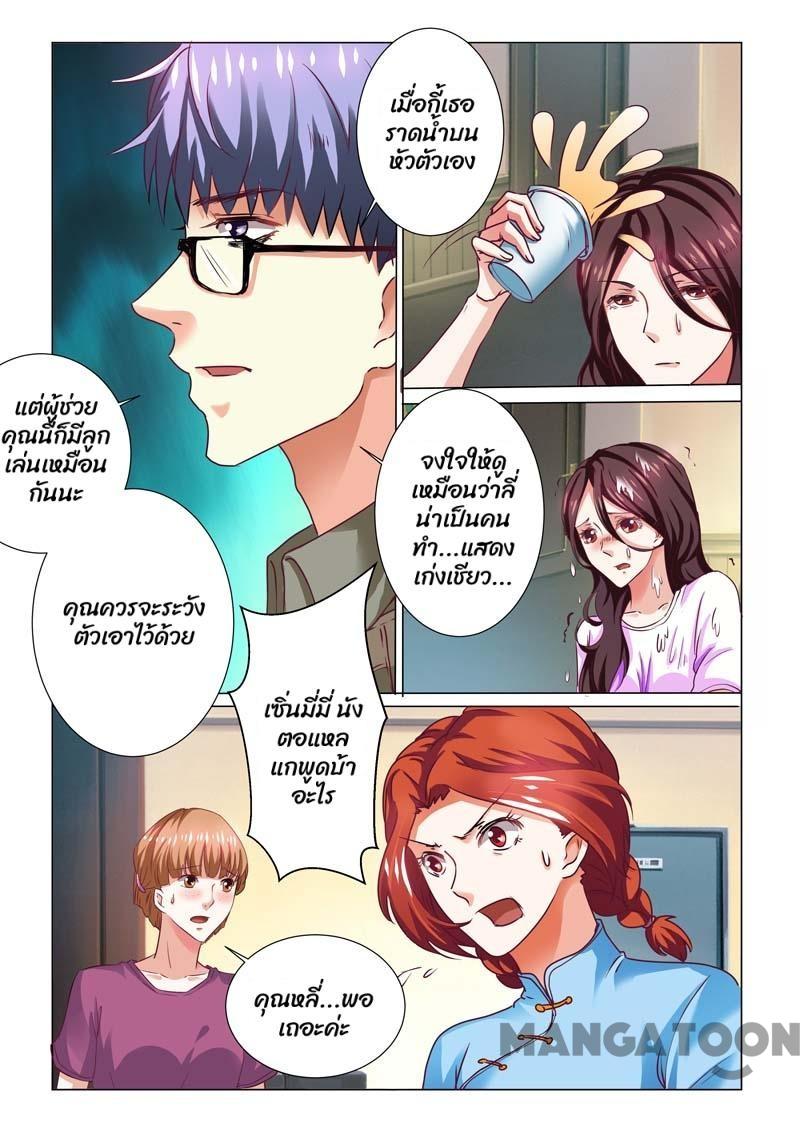 เมื่อกี้เธอ
ราดน้ำบน
หัวตัวเอง
จงใจให้ดู
เหมือนว่าลี่
น่าเป็นคน
ทำ...แสดง
เก่งเชียว...
แต่ผู้ช่วย
คุณนี่ก็มีลูก
เล่นเหมือน
กันนะ
คุณควรจะระวัง
ตัวเอาไว้ด้วย
เซิ่นมี่มี่ นัง
ตอแหล
แกพูดบ้า
อะไร
คุณหลี่...พอ
เถอะค่ะ
MANGATOON